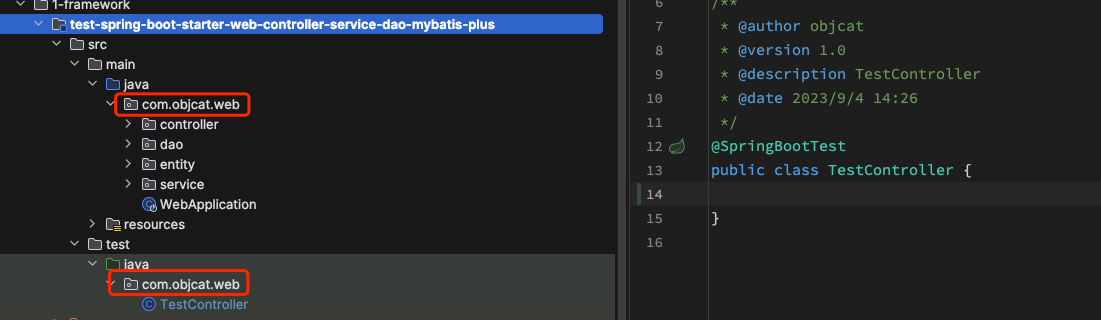 1-framework
test-spring-boot-starter-web-controller-service-dao-mybatis-plus
src
main
java
com.objcat.web
controller
dao
entity
service
WebApplication
resources
test
java
com.objcat.web
TestController
6 /**
7 * @author objcat
8 * @version 1.0
9 * @description TestController
10 * @date 2023/9/4 14:26
11 */
12 @SpringBootTest
13 public class TestController {
14
15 }
16